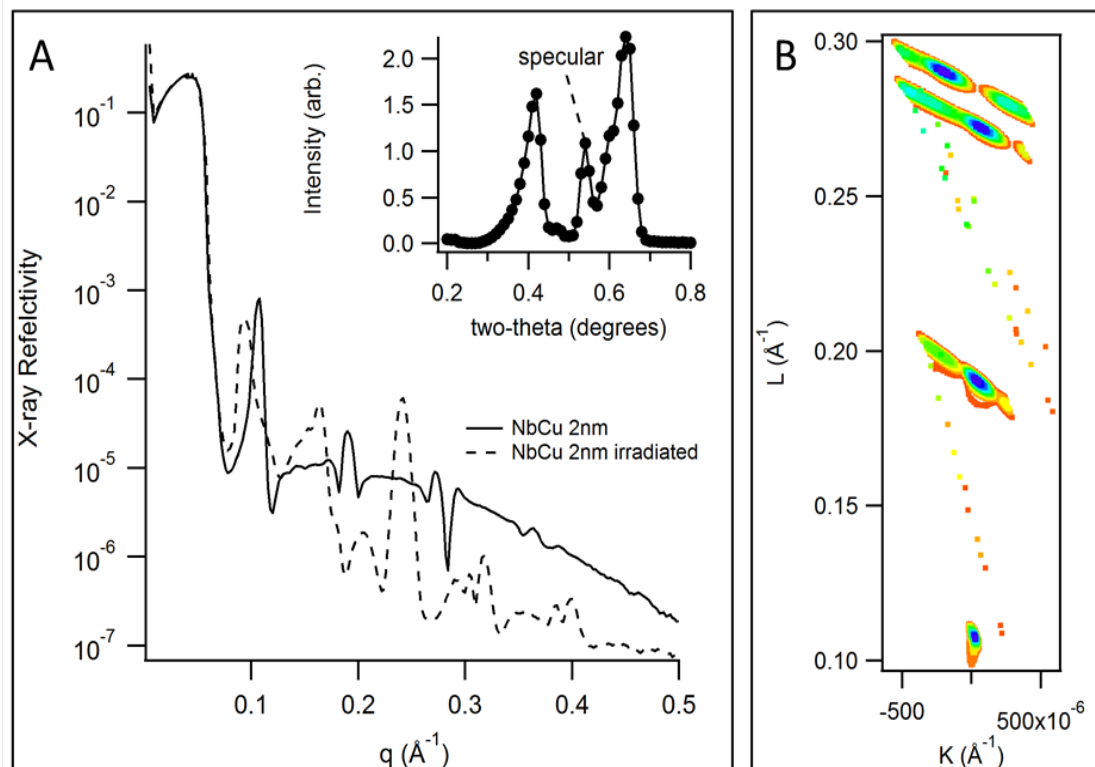 A
X-ray Refelctivity
10-1
10-2
10-3
10-4
10-5
10-6
10-7
0.1 0.2 0.3 0.4 0.5
q (Å-1)
NbCu 2nm
NbCu 2nm irradiated
Intensity (arb.)
2.0
1.5
1.0
0.5
0.0
specular
0.2 0.4 0.6 0.8
two-theta (degrees)
B
L (Å-1)
0.30
0.25
0.20
0.15
0.10
-500 500x10-6
K (Å-1)